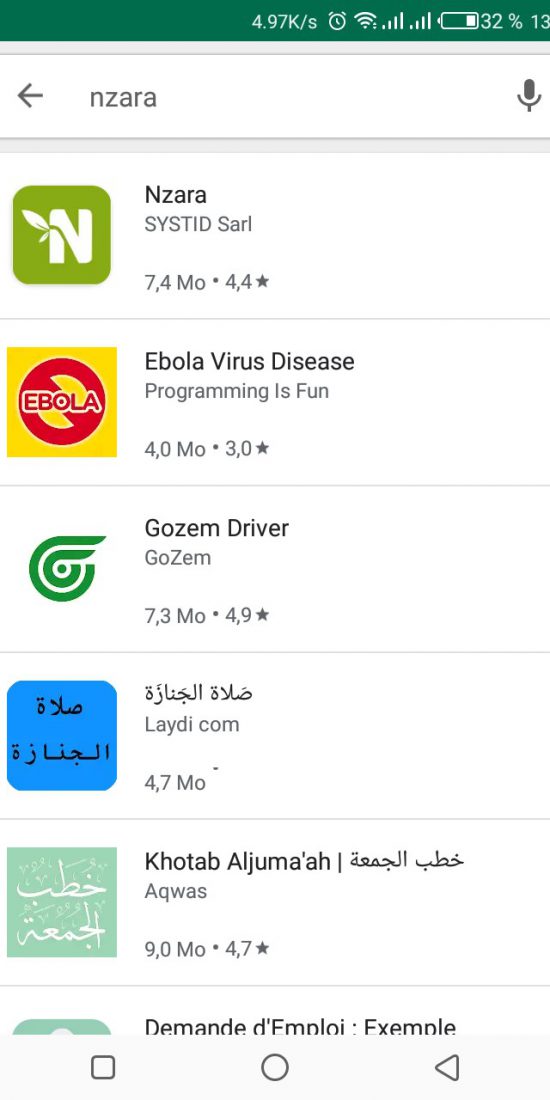 4.97K/s 32 % 13
nzara
Nzara
SYSTID Sarl
7,4 Mo • 4,4★
EBOLA
Ebola Virus Disease
Programming Is Fun
4,0 Mo • 3,0★
Gozem Driver
GoZem
7,3 Mo • 4,9★
صلاة
الجنازة
صَلاة الجَنازَة
Laydi com
4,7 Mo -
خطب
الجمعة
Khotab Aljuma'ah | خطب الجمعة
Aqwas
9,0 Mo • 4,7★
Demande d'Emploi : Exemple